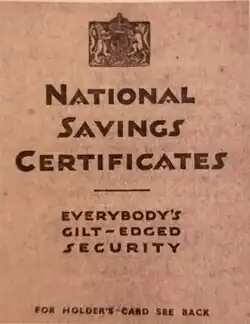 NATIONAL
SAVINGS
CERTIFICATES
EVERYBODY'S
GILT-EDGED
SECURITY
FOR HOLDER'S CARD SEE BACK